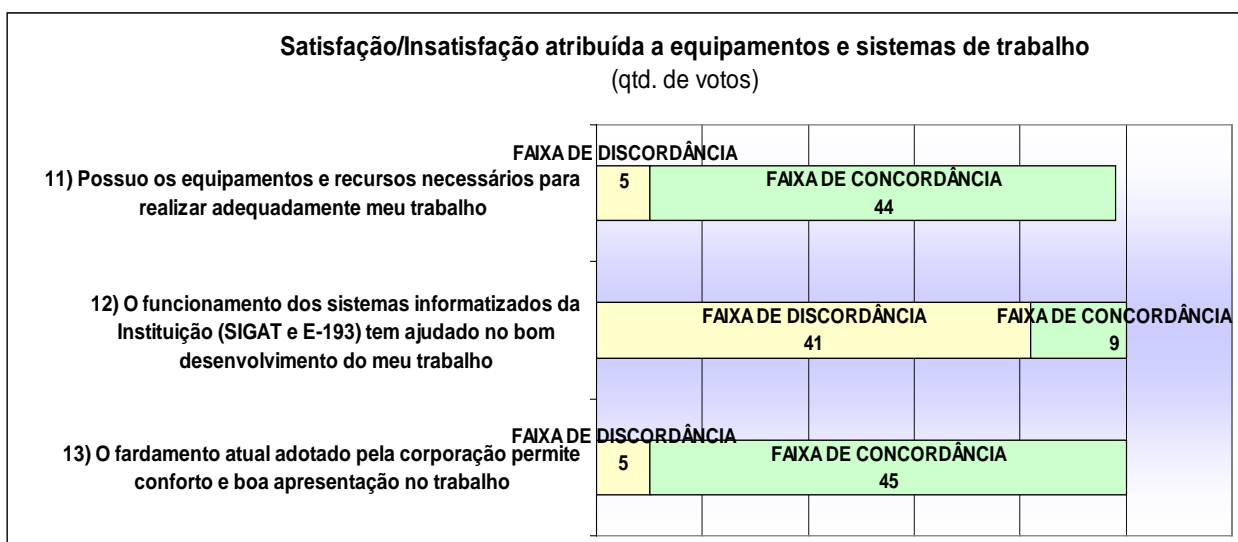 Satisfação/Insatisfação atribuída a equipamentos e sistemas de trabalho
(qtd. de votos)
FAIXA DE DISCORDÂNCIA
11) Possuo os equipamentos e recursos necessários para
realizar adequadamente meu trabalho
5
FAIXA DE CONCORDÂNCIA
44
12) O funcionamento dos sistemas informatizados da
Instituição (SIGAT e E-193) tem ajudado no bom
desenvolvimento do meu trabalho
FAIXA DE DISCORDÂNCIA
41
FAIXA DE CONCORDÂNCIA
9
FAIXA DE DISCORDÂNCIA
13) O fardamento atual adotado pela corporação permite
conforto e boa apresentação no trabalho
5
FAIXA DE CONCORDÂNCIA
45